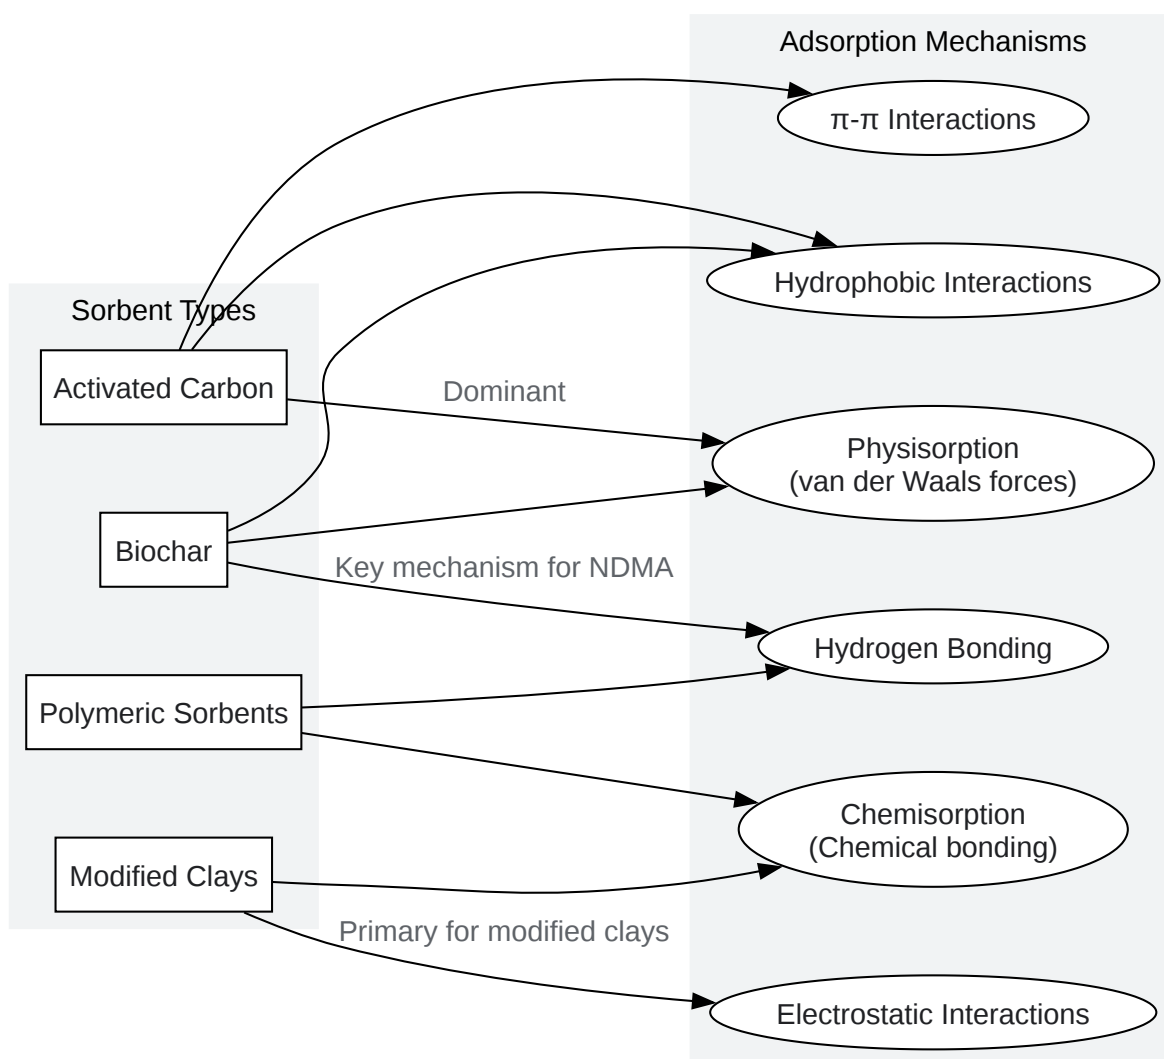 Adsorption Mechanisms
π-π Interactions
Hydrophobic Interactions
Sorbent Types
Activated Carbon
Dominant
Physisorption
(van der Waals forces)
Biochar
Key mechanism for NDMA
Hydrogen Bonding
Polymeric Sorbents
Chemisorption
(Chemical bonding)
Modified Clays
Primary for modified clays
Electrostatic Interactions